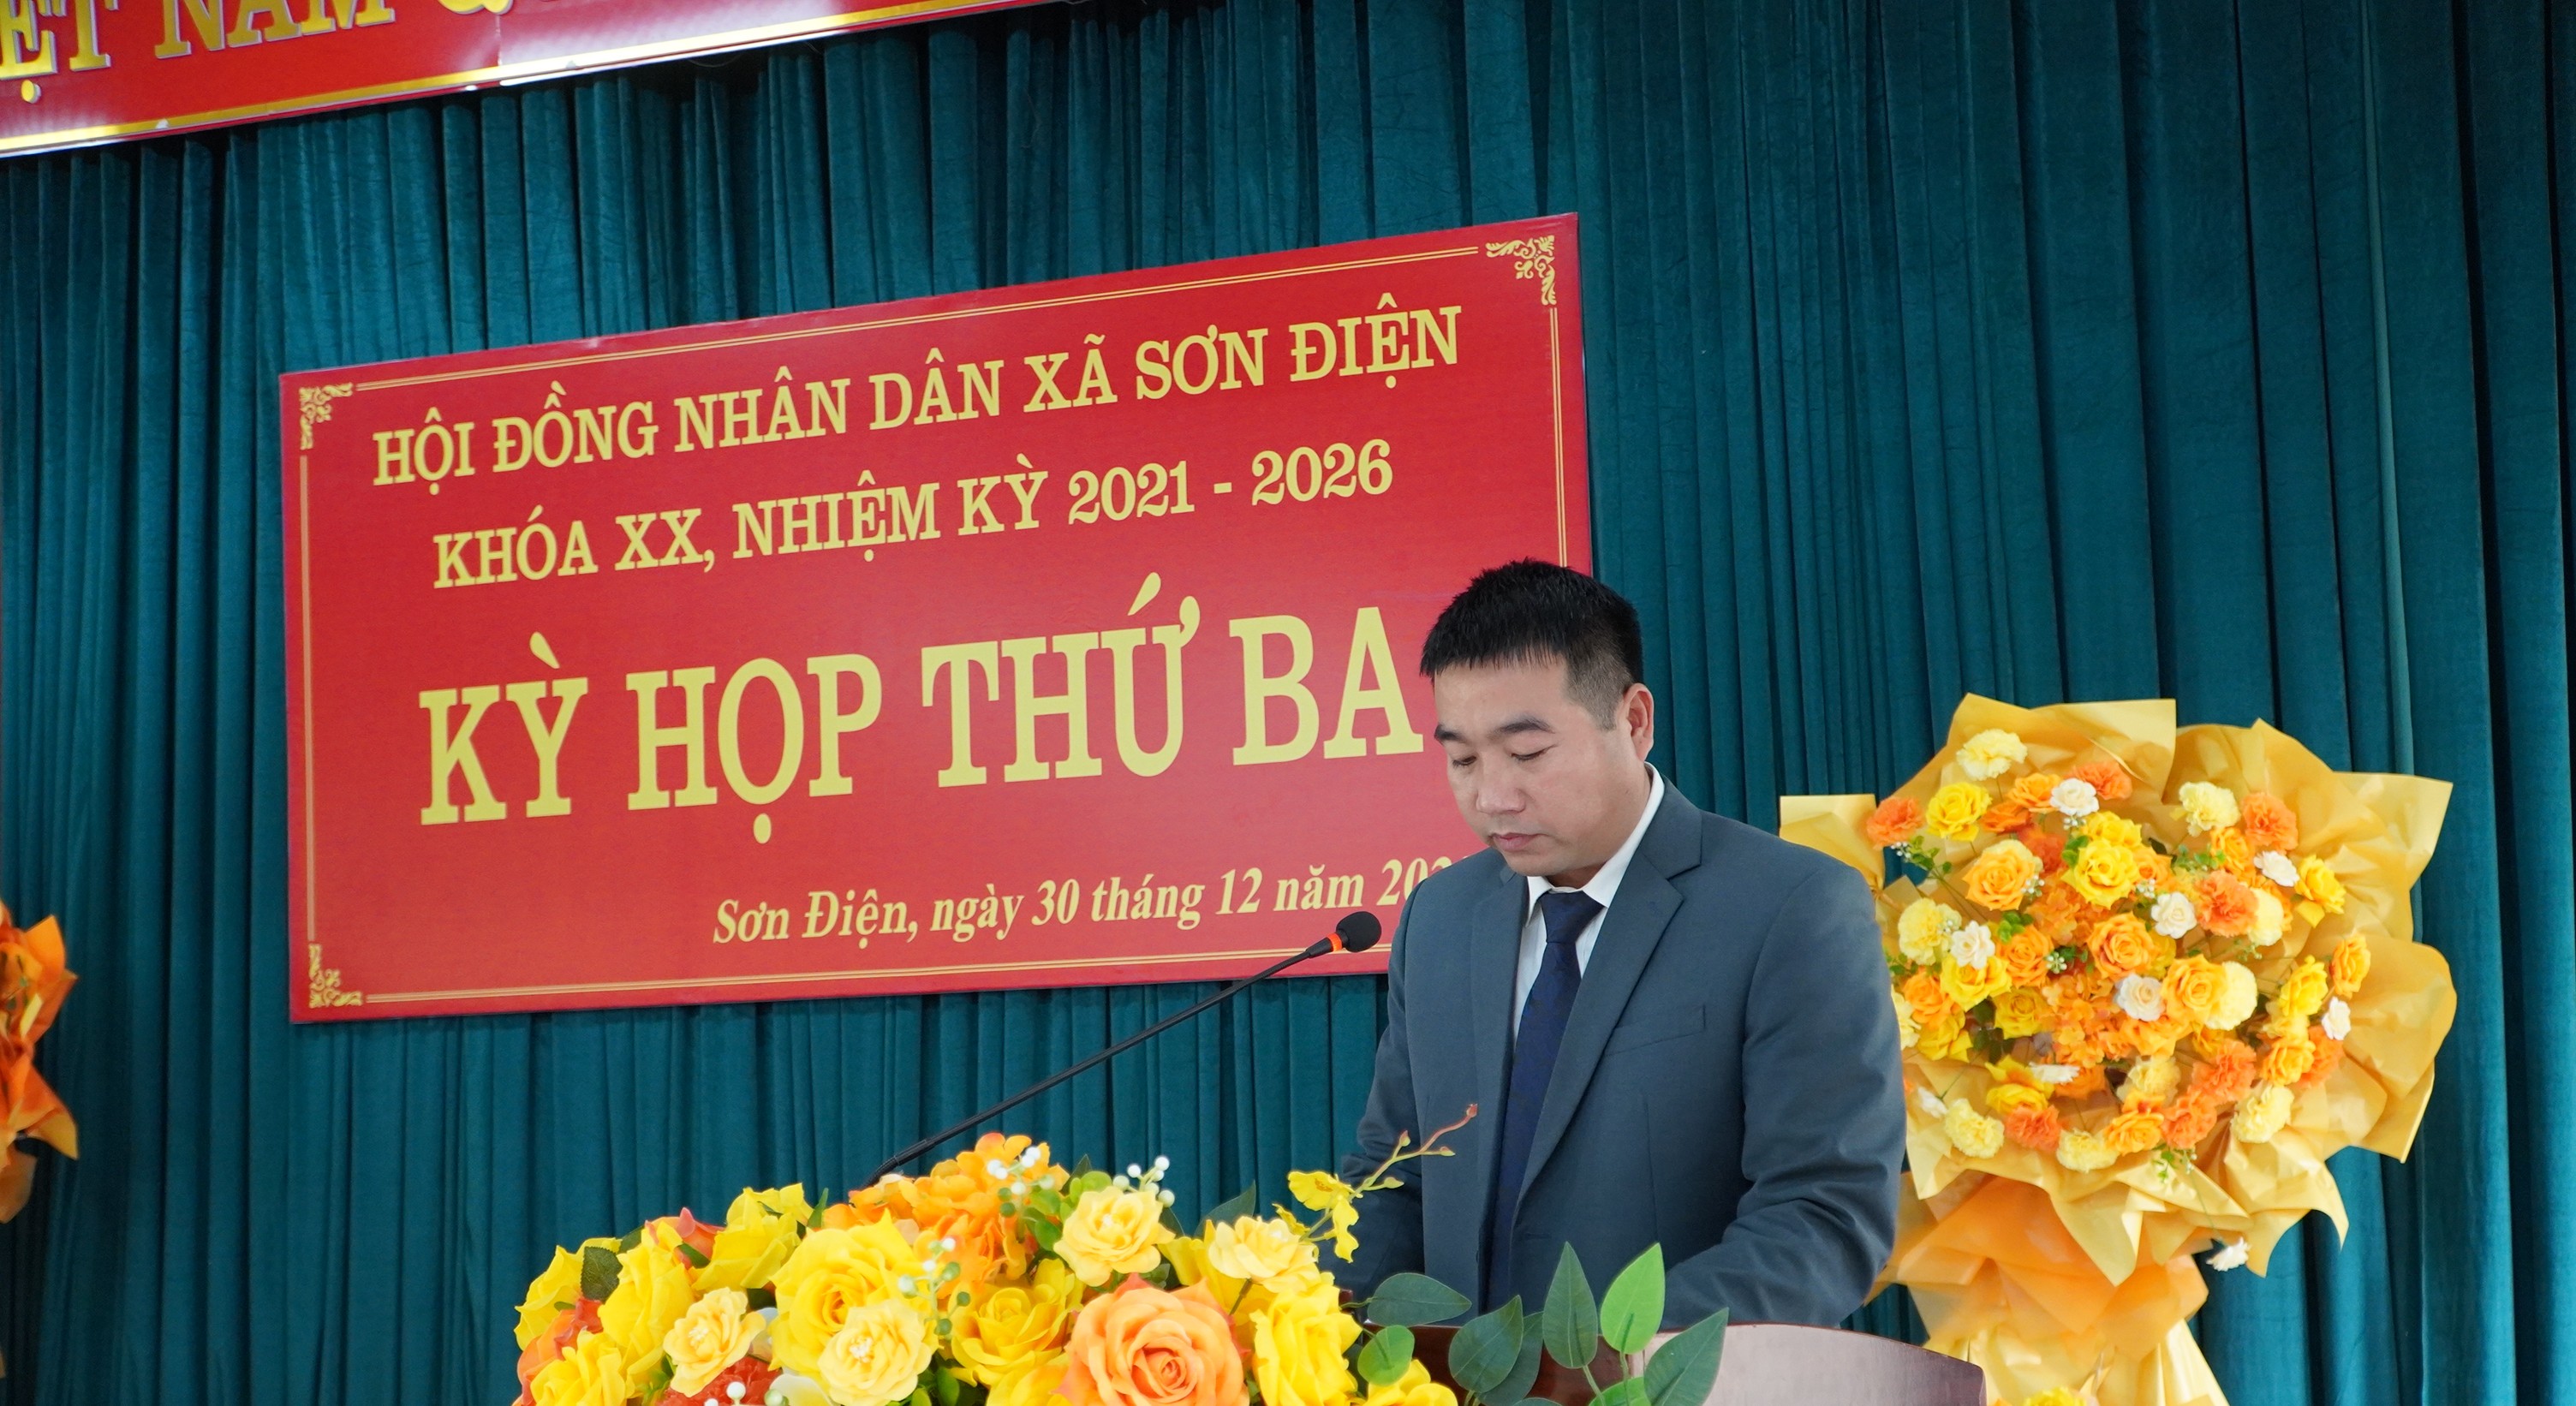 NAM
HỘI ĐỒNG NHÂN DÂN XÃ SƠN ĐIỆN
KHÓA XX, NHIỆM KỲ 2021 - 2026
KỲ HỌP THỨ BA
Sơn Điện, ngày 30 tháng 12 năm